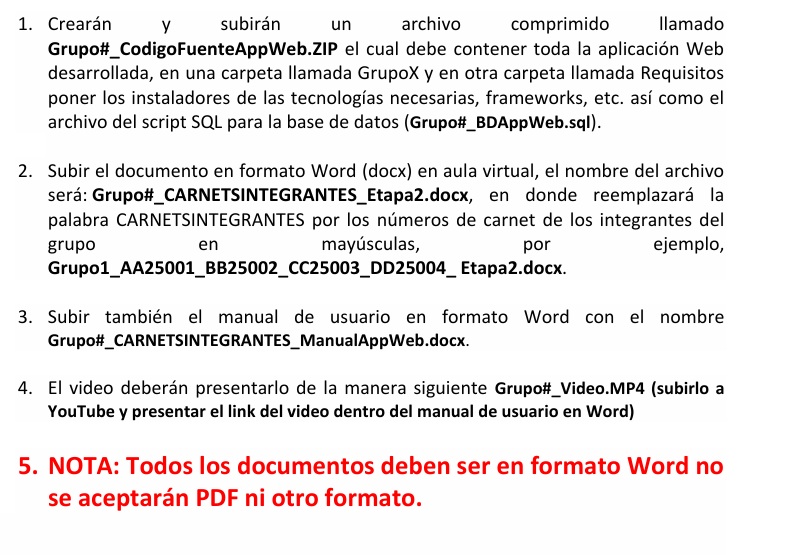 1. Crearán y subirán un archivo comprimido llamado
Grupo#_CodigoFuenteAppWeb.ZIP el cual debe contener toda la aplicación Web
desarrollada, en una carpeta llamada GrupoX y en otra carpeta llamada Requisitos
poner los instaladores de las tecnologías necesarias, frameworks, etc. así como el
archivo del script SQL para la base de datos (Grupo#_BDAppWeb.sql).
2. Subir el documento en formato Word (docx) en aula virtual, el nombre del archivo
será: Grupo#_CARNETSINTEGRANTES_Etapa2.docx, en donde reemplazará la
palabra CARNETSINTEGRANTES por los números de carnet de los integrantes del
grupo en mayúsculas, por ejemplo,
Grupo1_AA25001_BB25002_CC25003_DD25004_ Etapa2.docx.
3. Subir también el manual de usuario en formato Word con el nombre
Grupo#_CARNETSINTEGRANTES_ManualAppWeb.docx.
4. El video deberán presentarlo de la manera siguiente Grupo#_Video.MP4 (subirlo a
YouTube y presentar el link del video dentro del manual de usuario en Word)
5. NOTA: Todos los documentos deben ser en formato Word no
se aceptarán PDF ni otro formato.